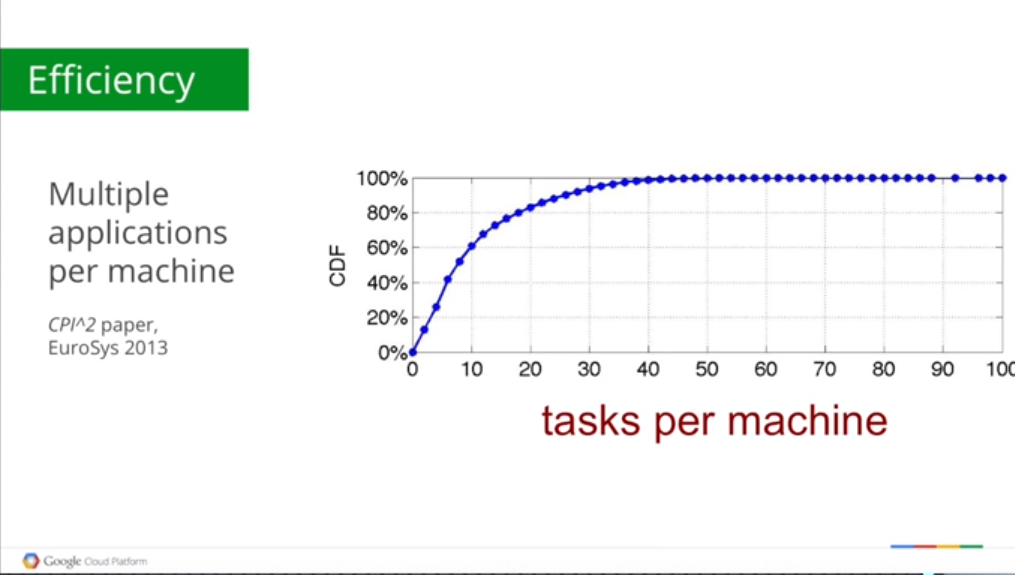 Efficiency
Multiple
applications
per machine
CPI^2 paper,
EuroSys 2013
CDF
100%
80%
60%
40%
20%
0%
0 10 20 30 40 50 60 70 80 90 100
tasks per machine
Google Cloud Platform